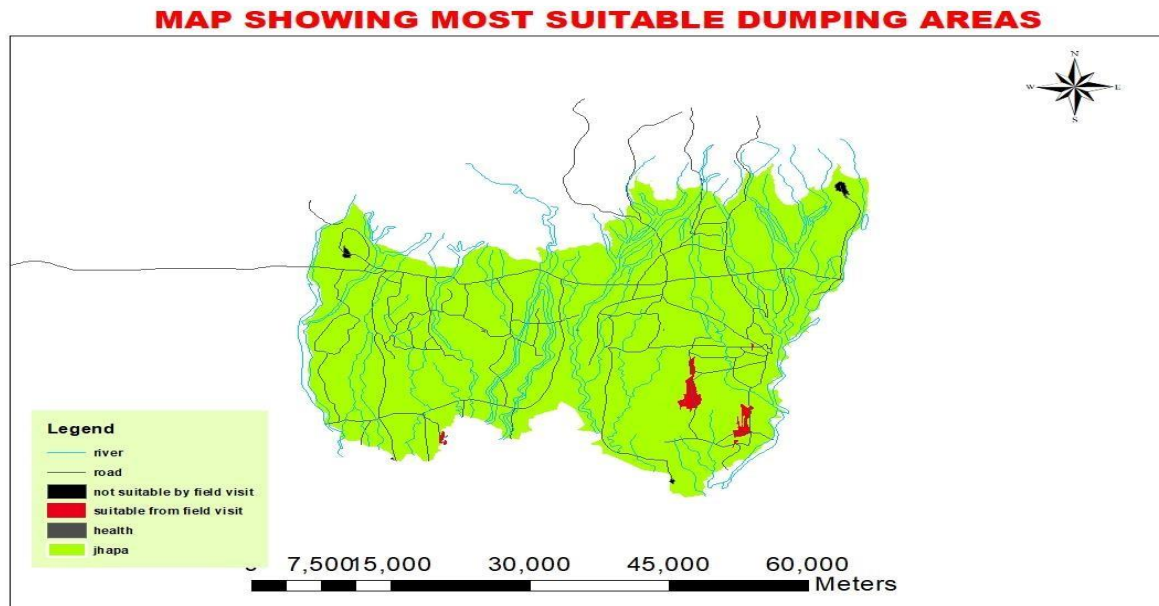 MAP SHOWING MOST SUITABLE DUMPING AREAS
N
W E
S
Legend
river
road
not suitable by field visit
suitable from field visit
health
jhapa
0 7,500 15,000 30,000 45,000 60,000
Meters